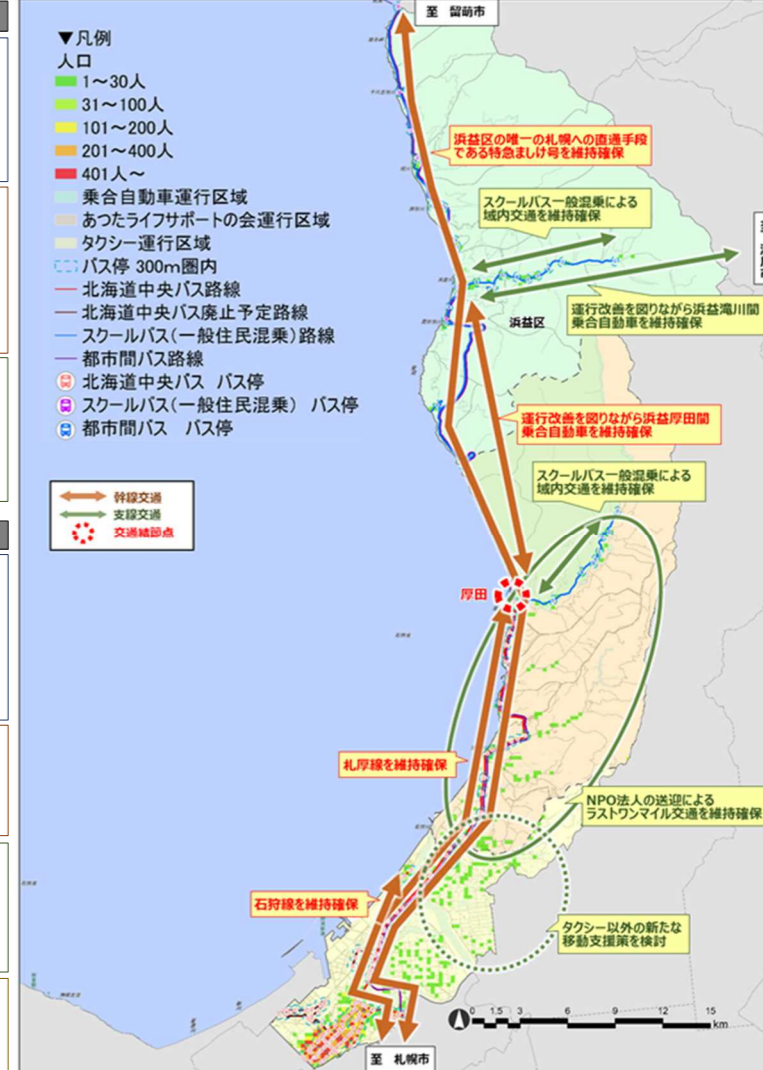 至 留萌市
▼凡例
人口
1～30人
31～100人
101～200人
201～400人
401人～
乗合自動車運行区域
あつたライフサポートの会運行区域
タクシー運行区域
バス停 300m圏内
北海道中央バス路線
北海道中央バス廃止予定路線
スクールバス(一般住民混乗)路線
都市間バス路線
北海道中央バス バス停
スクールバス(一般住民混乗) バス停
都市間バス バス停
幹線交通
支線交通
交通結節点
浜益区の唯一の札幌への直通手段
である特急ましけ号を維持確保
スクールバス一般混乗による
域内交通を維持確保
運行改善を図りながら浜益滝川間
乗合自動車を維持確保
浜益区
運行改善を図りながら浜益厚田間
乗合自動車を維持確保
スクールバス一般混乗による
域内交通を維持確保
厚田
札厚線を維持確保
NPO法人の送迎による
ラストワンマイル交通を維持確保
石狩線を維持確保
タクシー以外の新たな
移動支援策を検討
0 1.5 3 6 9 12 15
km
至 札幌市